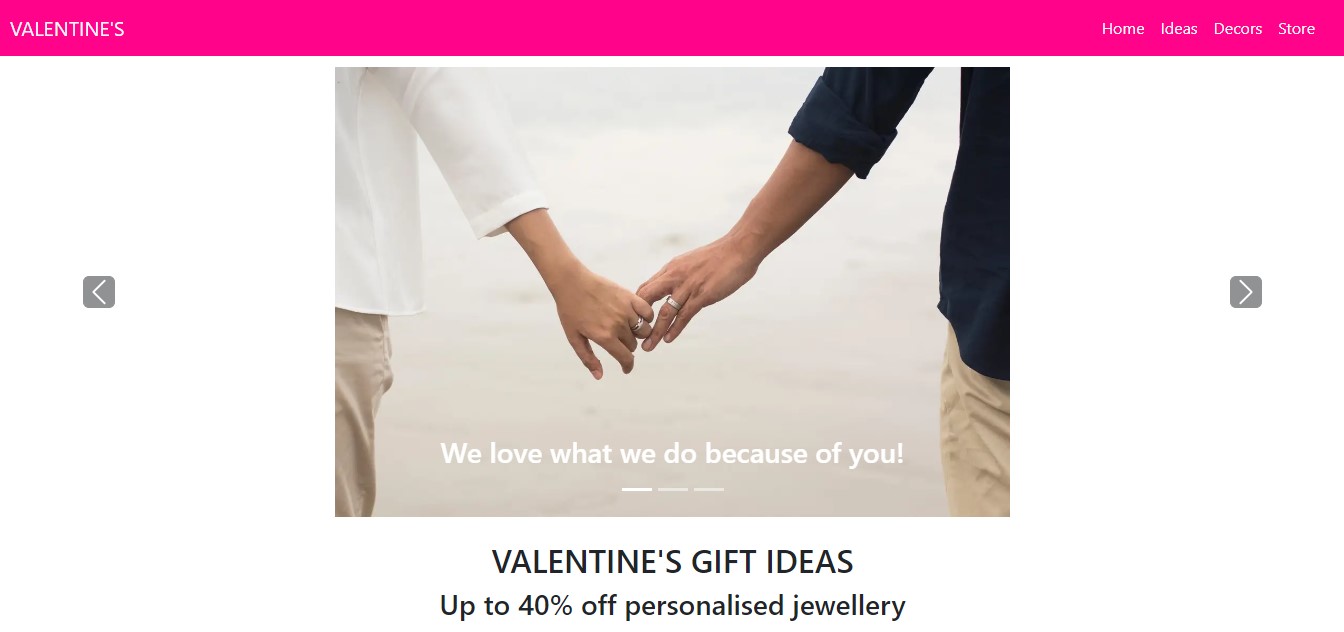 VALENTINE'S
Home Ideas Decors Store
We love what we do because of you!
VALENTINE'S GIFT IDEAS
Up to 40% off personalised jewellery